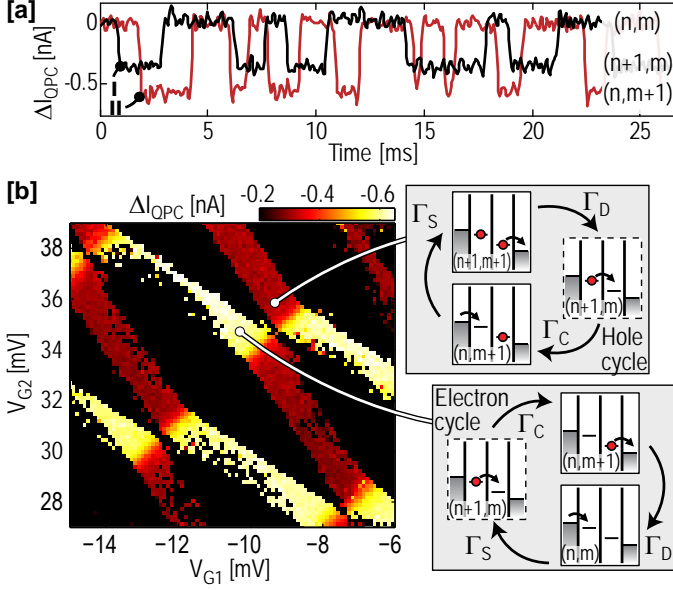 [a]
0
-0.5
ΔI_QPC [nA]
(n,m)
(n+1,m)
(n,m+1)
I
II
0 5 10 15 20 25
Time [ms]
[b]
ΔI_QPC [nA]
-0.2 -0.4 -0.6
38
36
34
32
30
28
V_G2 [mV]
−14 −12 −10 −8 −6
V_G1 [mV]
Γ_S
Γ_D
(n+1,m+1)
(n+1,m)
(n,m+1)
Γ_C
Hole
cycle
Electron
cycle
Γ_C
(n,m+1)
(n+1,m)
(n,m)
Γ_S
Γ_D